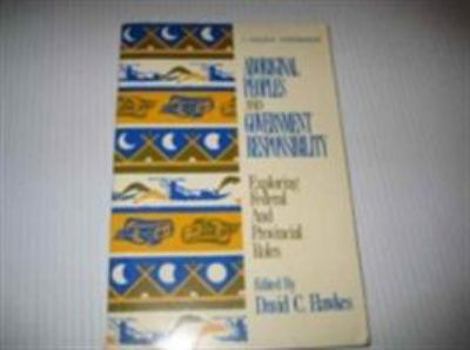 ABORIGINAL
PEOPLES
AND
GOVERNMENT
RESPONSIBILITY
Exploring
Federal
And
Provincial
Roles
Edited By
David C. Hawkes